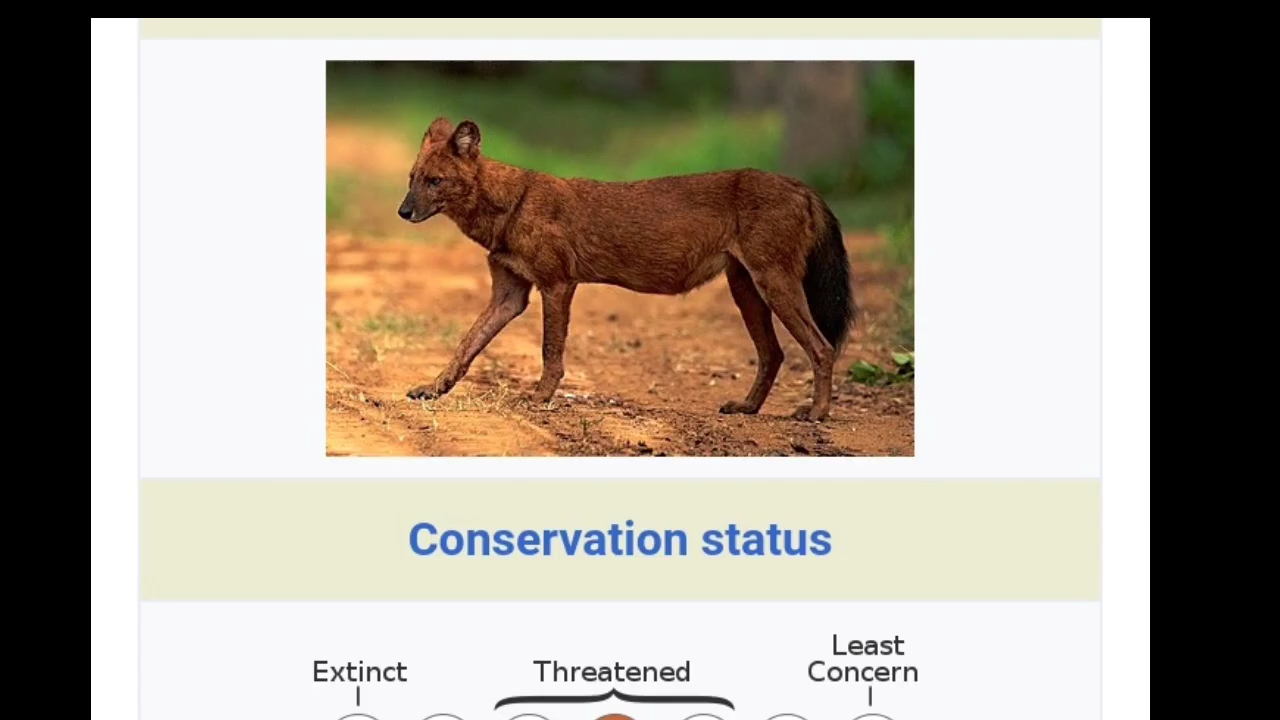 Conservation status
Extinct
Threatened
Least
Concern